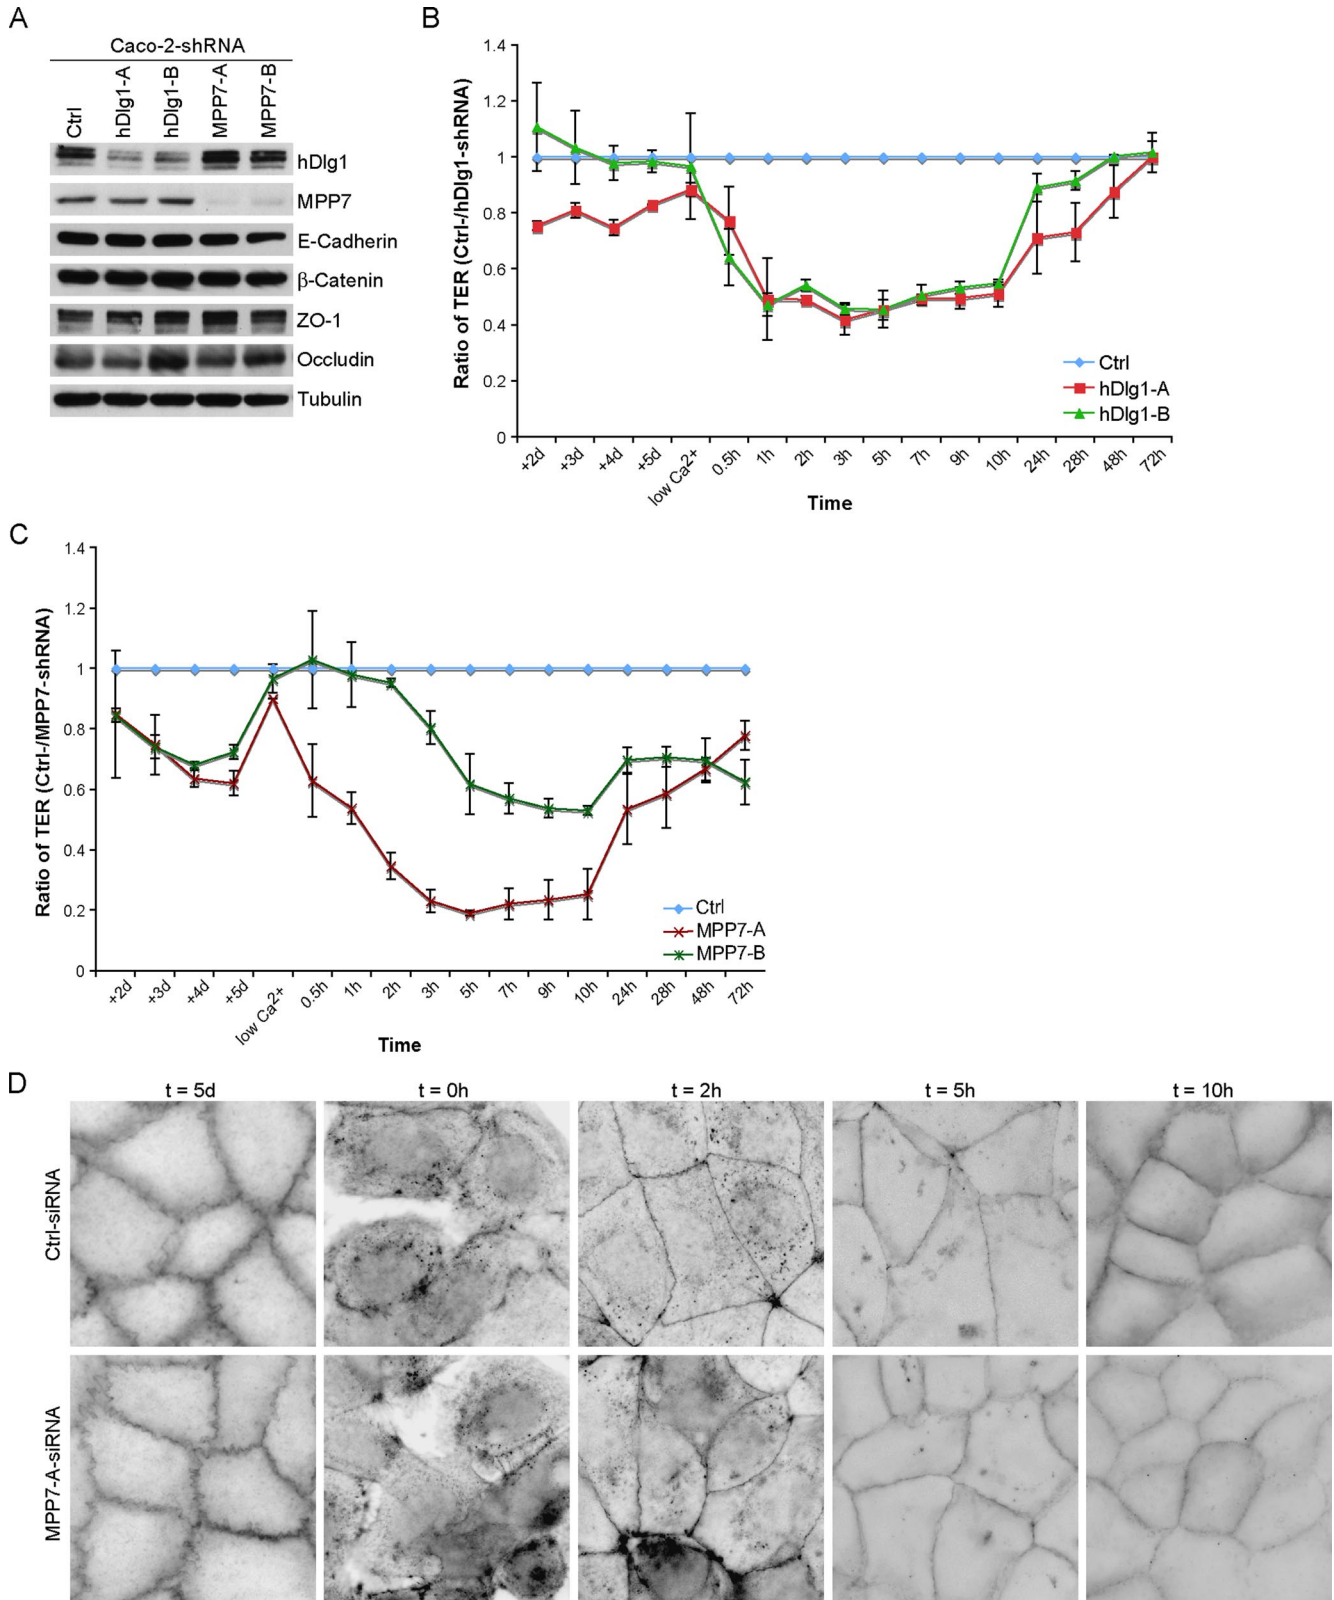 A
Caco-2-shRNA
Ctrl
hDlg1-A
hDlg1-B
MPP7-A
MPP7-B
hDlg1
MPP7
E-Cadherin
β-Catenin
ZO-1
Occludin
Tubulin
B
Ratio of TER (Ctrl-/hDlg1-shRNA)
1.4
1.2
1
0.8
0.6
0.4
0.2
0
Ctrl
hDlg1-A
hDlg1-B
+2d +3d +4d +5d low Ca2+ 0.5h 1h 2h 3h 5h 7h 9h 10h 24h 28h 48h 72h
Time
C
Ratio of TER (Ctrl-/MPP7-shRNA)
1.4
1.2
1
0.8
0.6
0.4
0.2
0
Ctrl
MPP7-A
MPP7-B
+2d +3d +4d +5d low Ca2+ 0.5h 1h 2h 3h 5h 7h 9h 10h 24h 28h 48h 72h
Time
D
t = 5d t = 0h t = 2h t = 5h t = 10h
Ctrl-siRNA
MPP7-A-siRNA